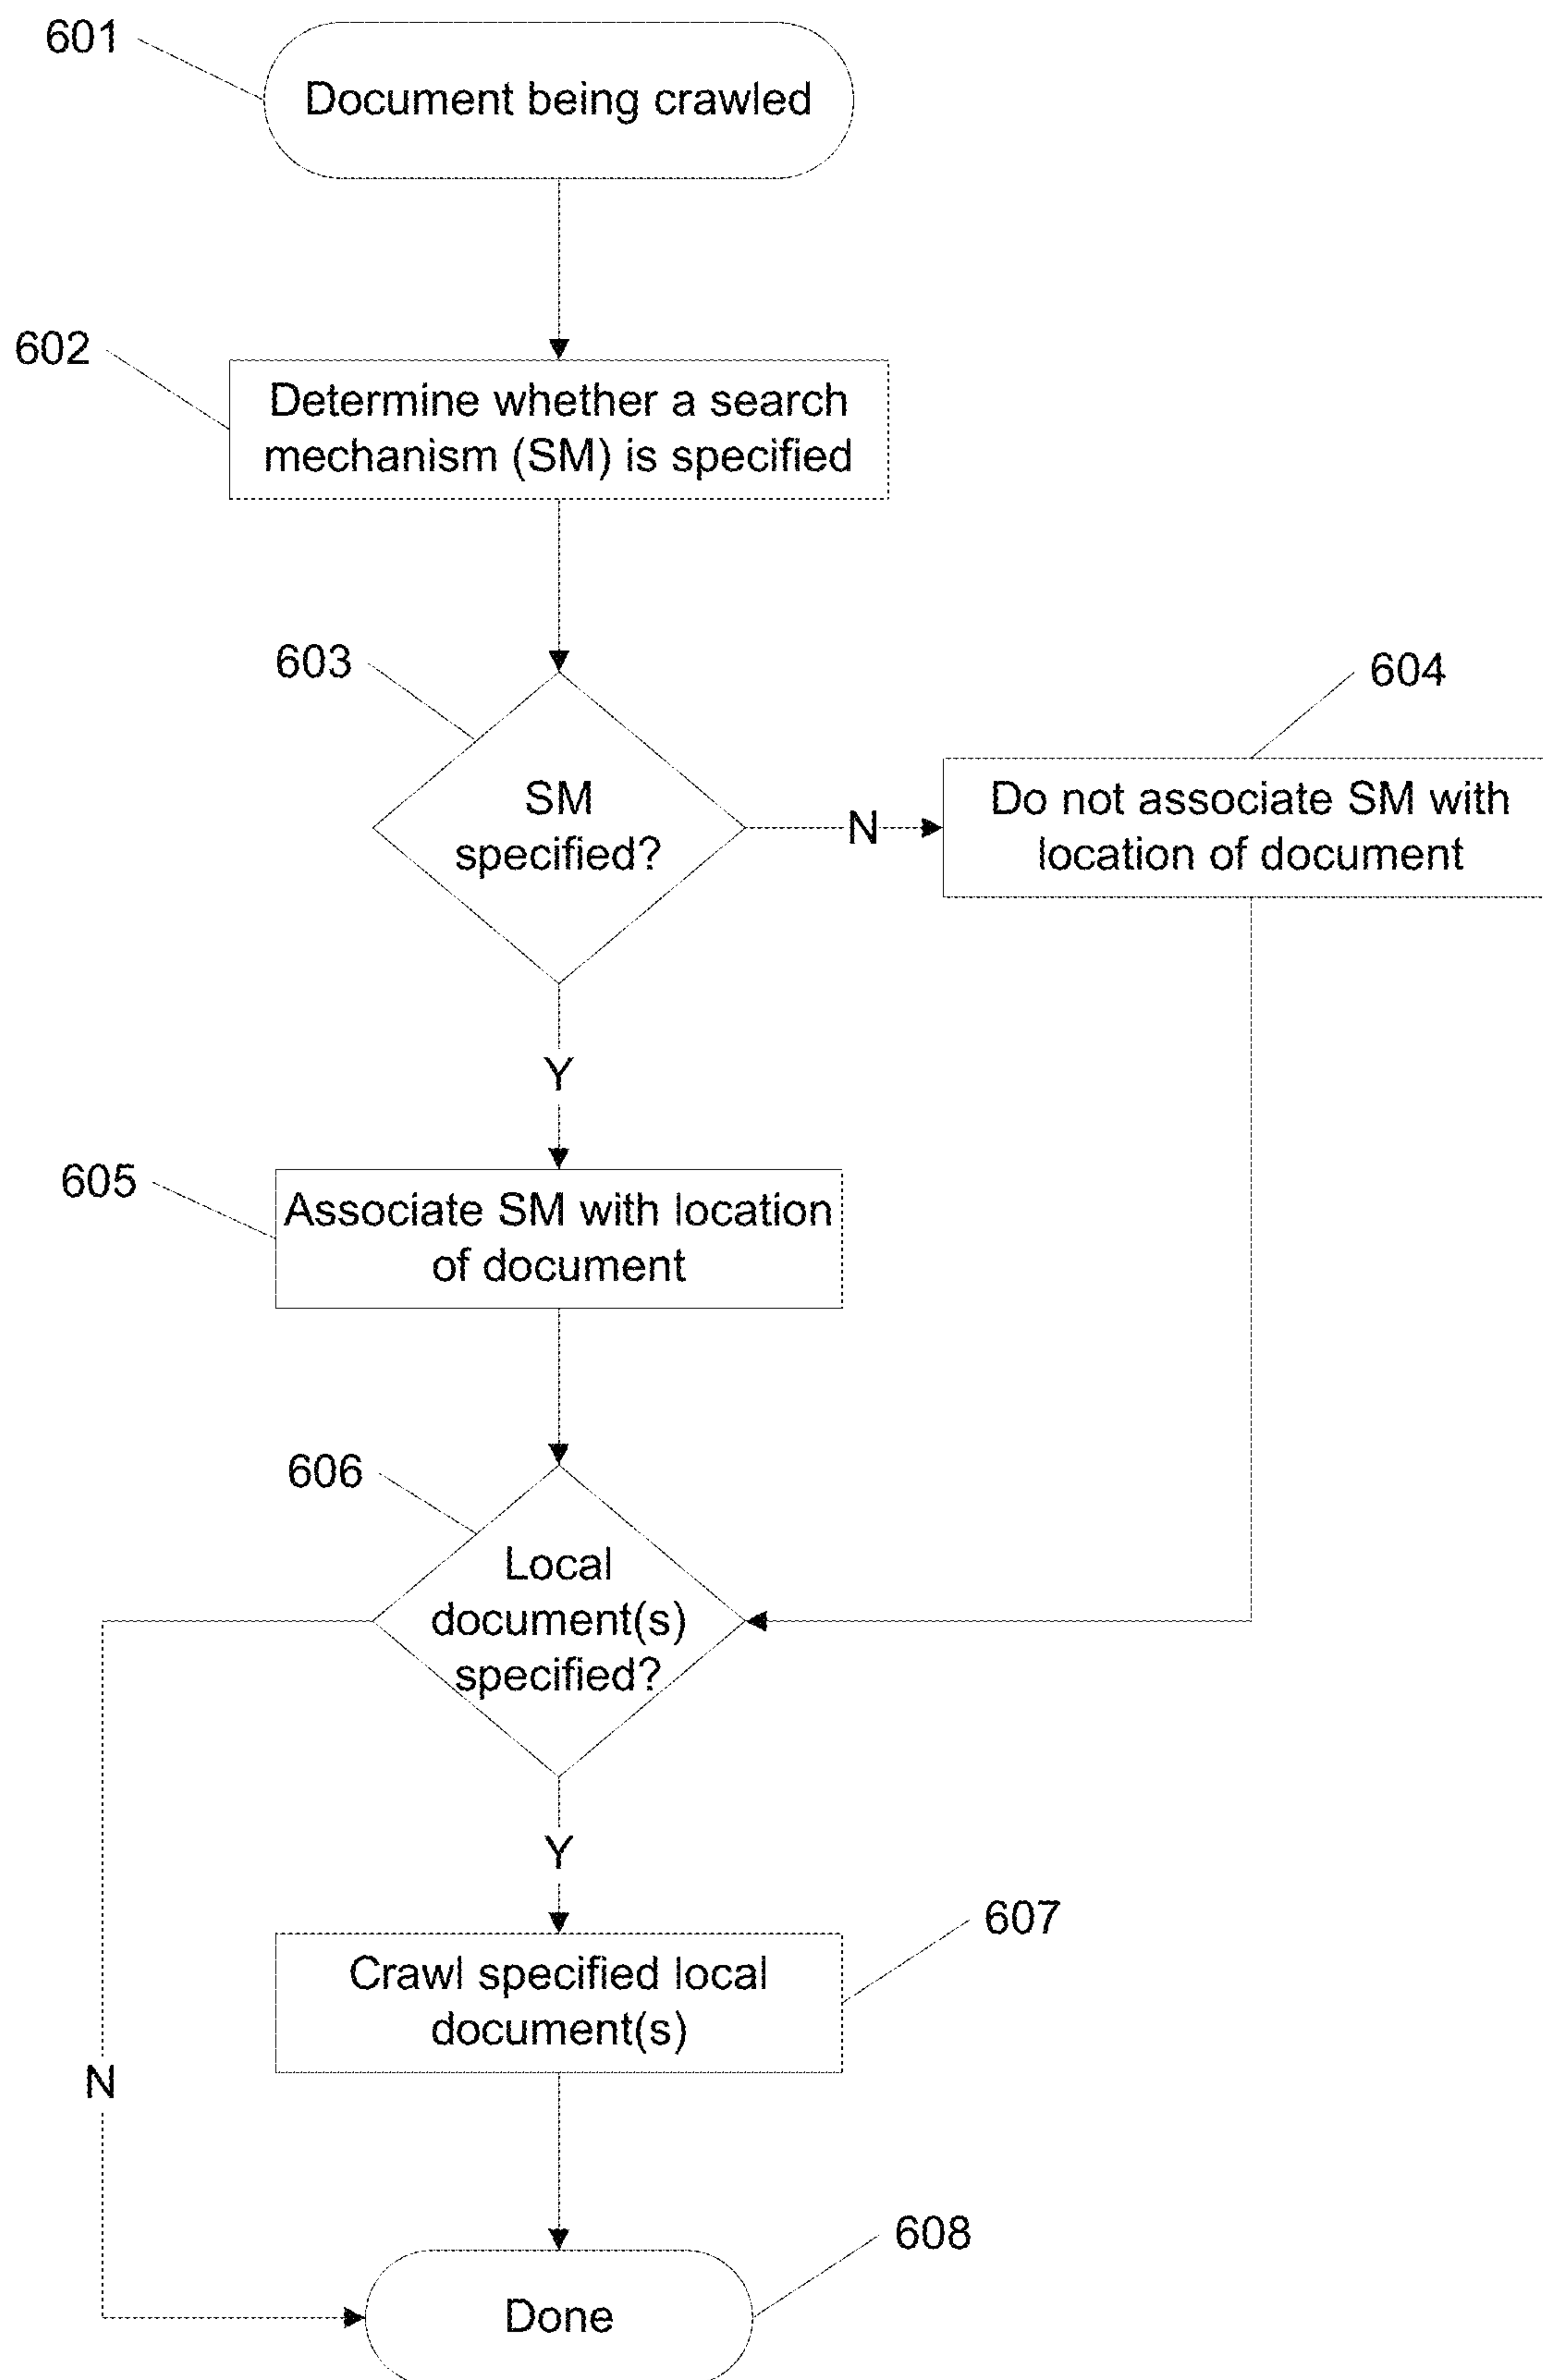 601
Document being crawled
602
Determine whether a search
mechanism (SM) is specified
603
SM
specified?
N
604
Do not associate SM with
location of document
Y
605
Associate SM with location
of document
606
Local
document(s)
specified?
Y
607
Crawl specified local
document(s)
N
608
Done